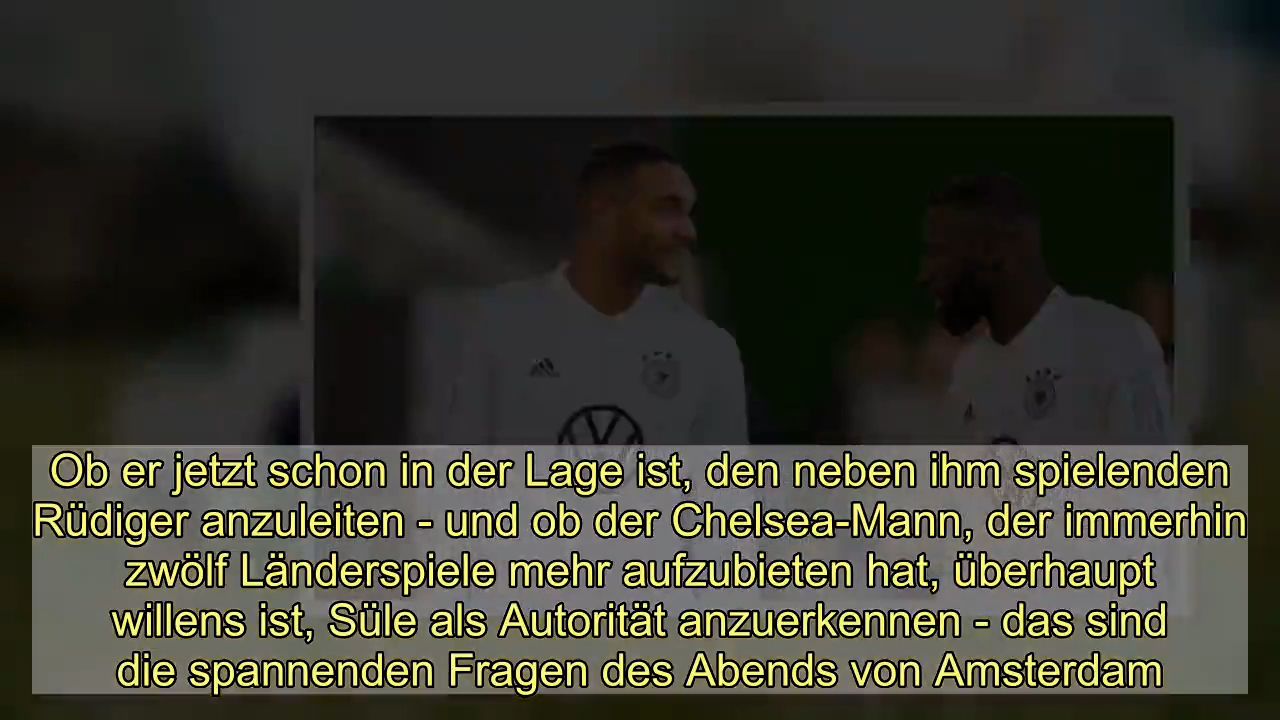 Ob er jetzt schon in der Lage ist, den neben ihm spielenden
Rüdiger anzuleiten - und ob der Chelsea-Mann, der immerhin
zwölf Länderspiele mehr aufzubieten hat, überhaupt
willens ist, Süle als Autorität anzuerkennen - das sind
die spannenden Fragen des Abends von Amsterdam